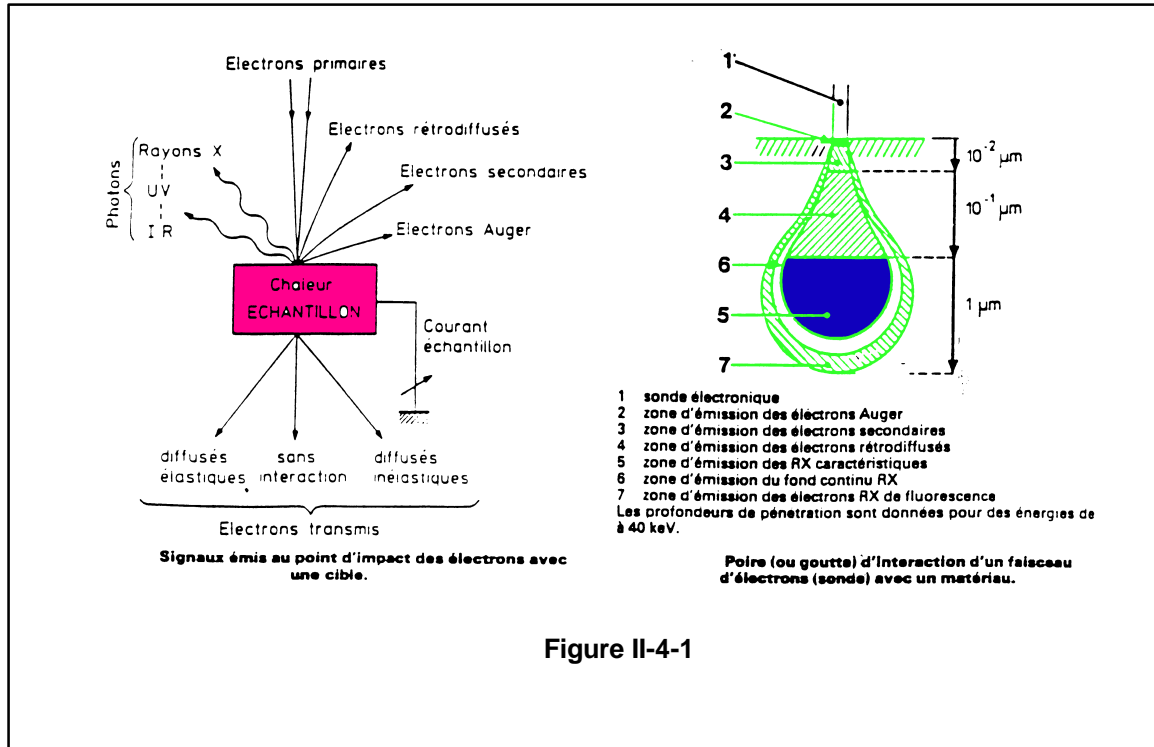 Electrons primaires
Electrons rétrodiffusés
Rayons X
Electrons secondaires
Photons
UV
IR
Electrons Auger
Chaleur
ECHANTILLON
Courant
échantillon
diffusés sans diffusés
élastiques interaction inélastiques
Electrons transmis
Signaux émis au point d'impact des électrons avec
une cible.
1
2
3
4
6
5
7
10-2 µm
10-1 µm
1 µm
1 sonde électronique
2 zone d'émission des électrons Auger
3 zone d'émission des électrons secondaires
4 zone d'émission des électrons rétrodiffusés
5 zone d'émission des RX caractéristiques
6 zone d'émission du fond continu RX
7 zone d'émission des électrons RX de fluorescence
Les profondeurs de pénetration sont données pour des énergies de
à 40 keV.
Poire (ou goutte) d'interaction d'un faisceau
d'électrons (sonde) avec un matériau.
Figure II-4-1